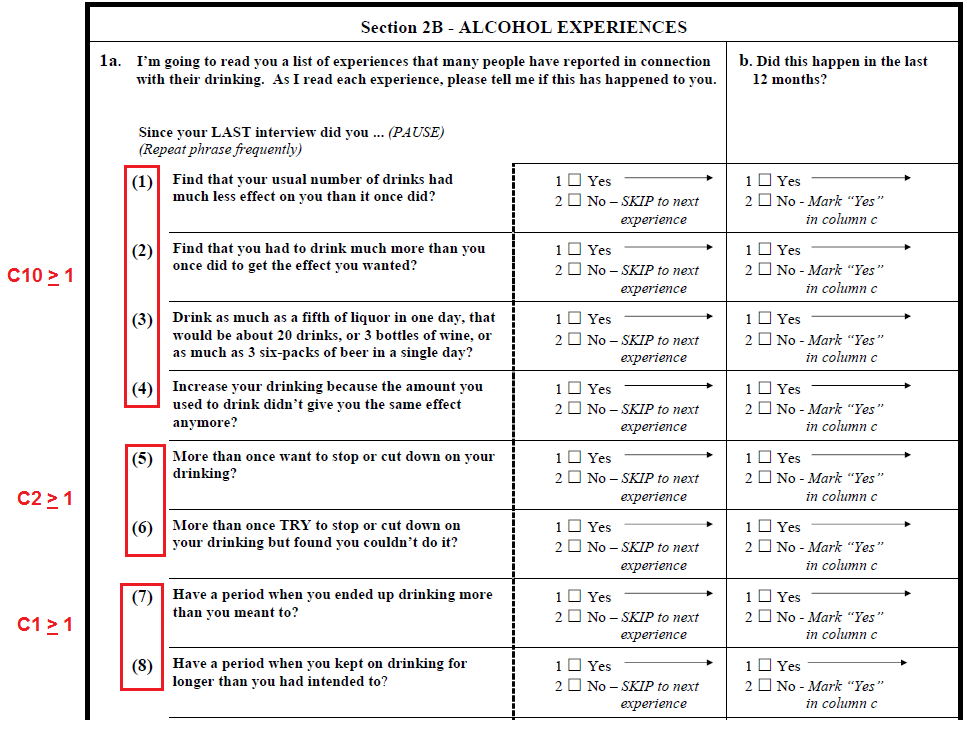 Section 2B - ALCOHOL EXPERIENCES
1a. I’m going to read you a list of experiences that many people have reported in connection
with their drinking. As I read each experience, please tell me if this has happened to you.
b. Did this happen in the last
12 months?
Since your LAST interview did you ... (PAUSE)
(Repeat phrase frequently)
C10 ≥ 1
(1) Find that your usual number of drinks had
much less effect on you than it once did?
1 ☐ Yes
2 ☐ No – SKIP to next
experience
1 ☐ Yes
2 ☐ No - Mark “Yes”
in column c
(2) Find that you had to drink much more than you
once did to get the effect you wanted?
1 ☐ Yes
2 ☐ No – SKIP to next
experience
1 ☐ Yes
2 ☐ No - Mark “Yes”
in column c
(3) Drink as much as a fifth of liquor in one day, that
would be about 20 drinks, or 3 bottles of wine, or
as much as 3 six-packs of beer in a single day?
1 ☐ Yes
2 ☐ No – SKIP to next
experience
1 ☐ Yes
2 ☐ No - Mark “Yes”
in column c
(4) Increase your drinking because the amount you
used to drink didn’t give you the same effect
anymore?
1 ☐ Yes
2 ☐ No – SKIP to next
experience
1 ☐ Yes
2 ☐ No - Mark “Yes”
in column c
C2 ≥ 1
(5) More than once want to stop or cut down on your
drinking?
1 ☐ Yes
2 ☐ No – SKIP to next
experience
1 ☐ Yes
2 ☐ No - Mark “Yes”
in column c
(6) More than once TRY to stop or cut down on
your drinking but found you couldn’t do it?
1 ☐ Yes
2 ☐ No – SKIP to next
experience
1 ☐ Yes
2 ☐ No - Mark “Yes”
in column c
C1 ≥ 1
(7) Have a period when you ended up drinking more
than you meant to?
1 ☐ Yes
2 ☐ No – SKIP to next
experience
1 ☐ Yes
2 ☐ No - Mark “Yes”
in column c
(8) Have a period when you kept on drinking for
longer than you had intended to?
1 ☐ Yes
2 ☐ No – SKIP to next
experience
1 ☐ Yes
2 ☐ No - Mark “Yes”
in column c